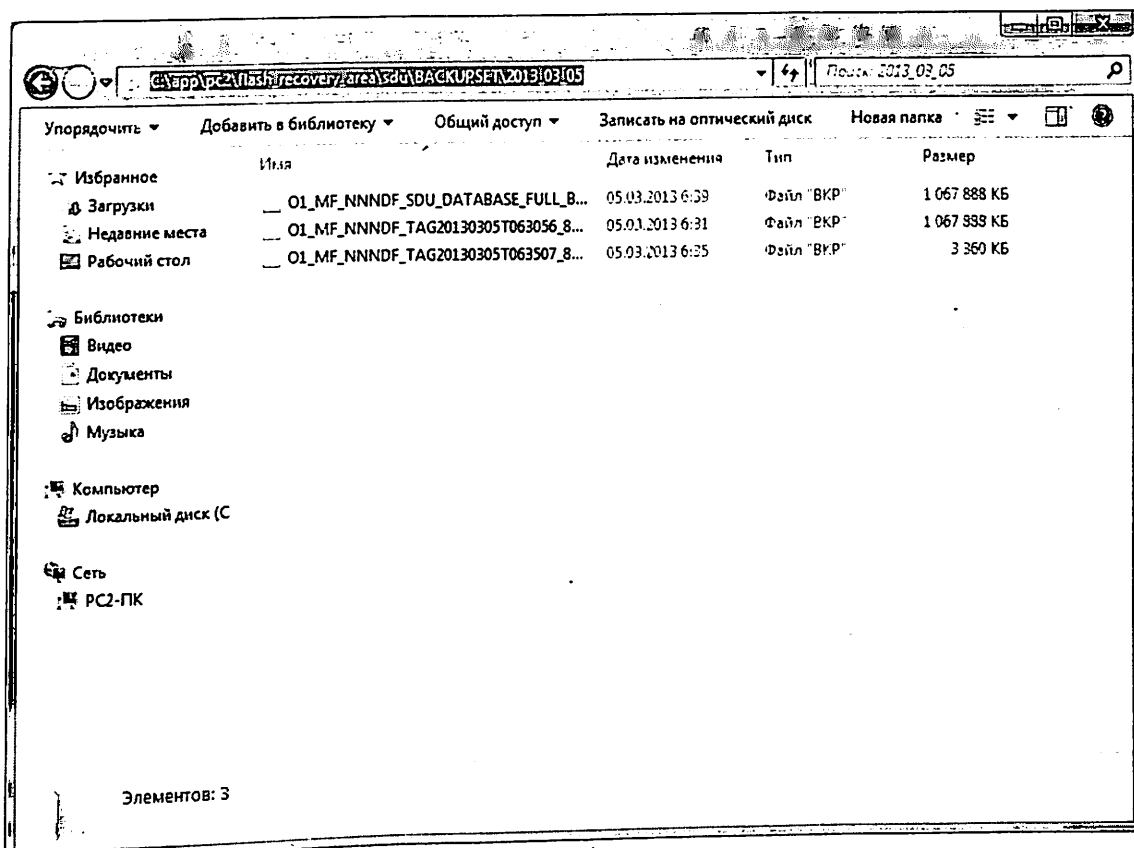 C:\app\pc2\flash_recovery_area\sdu\BACKUPSET\2013_03_05
Поиск: 2013_03_05
Упорядочить Добавить в библиотеку Общий доступ Записать на оптический диск Новая папка
Имя Дата изменения Тип Размер
O1_MF_NNNDF_SDU_DATABASE_FULL_B... 05.03.2013 6:39 Файл "BKP" 1 067 888 КБ
O1_MF_NNNDF_TAG20130305T063056_8... 05.03.2013 6:31 Файл "BKP" 1 067 888 КБ
O1_MF_NNNDF_TAG20130305T063507_8... 05.03.2013 6:35 Файл "BKP" 3 360 КБ
Избранное
Загрузки
Недавние места
Рабочий стол
Библиотеки
Видео
Документы
Изображения
Музыка
Компьютер
Локальный диск (C
Сеть
PC2-ПК
Элементов: 3